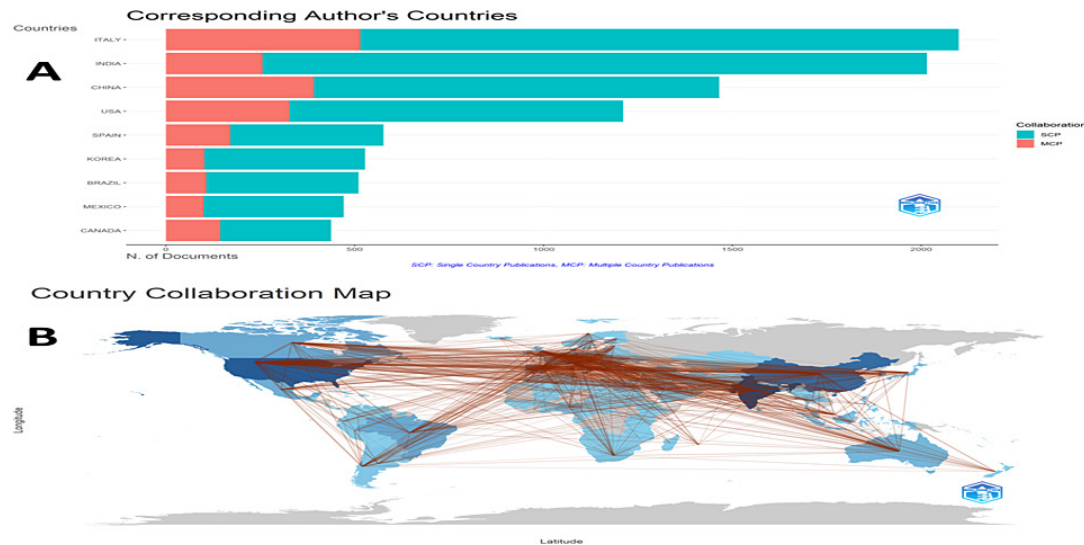 Corresponding Author's Countries
Countries
A
ITALY
INDIA
CHINA
USA
SPAIN
KOREA
BRAZIL
MEXICO
CANADA
Collaboration
SCP
MCP
0 500 1000 1500 2000
N. of Documents
SCP: Single Country Publications, MCP: Multiple Country Publications
Country Collaboration Map
B
Longitude
Latitude